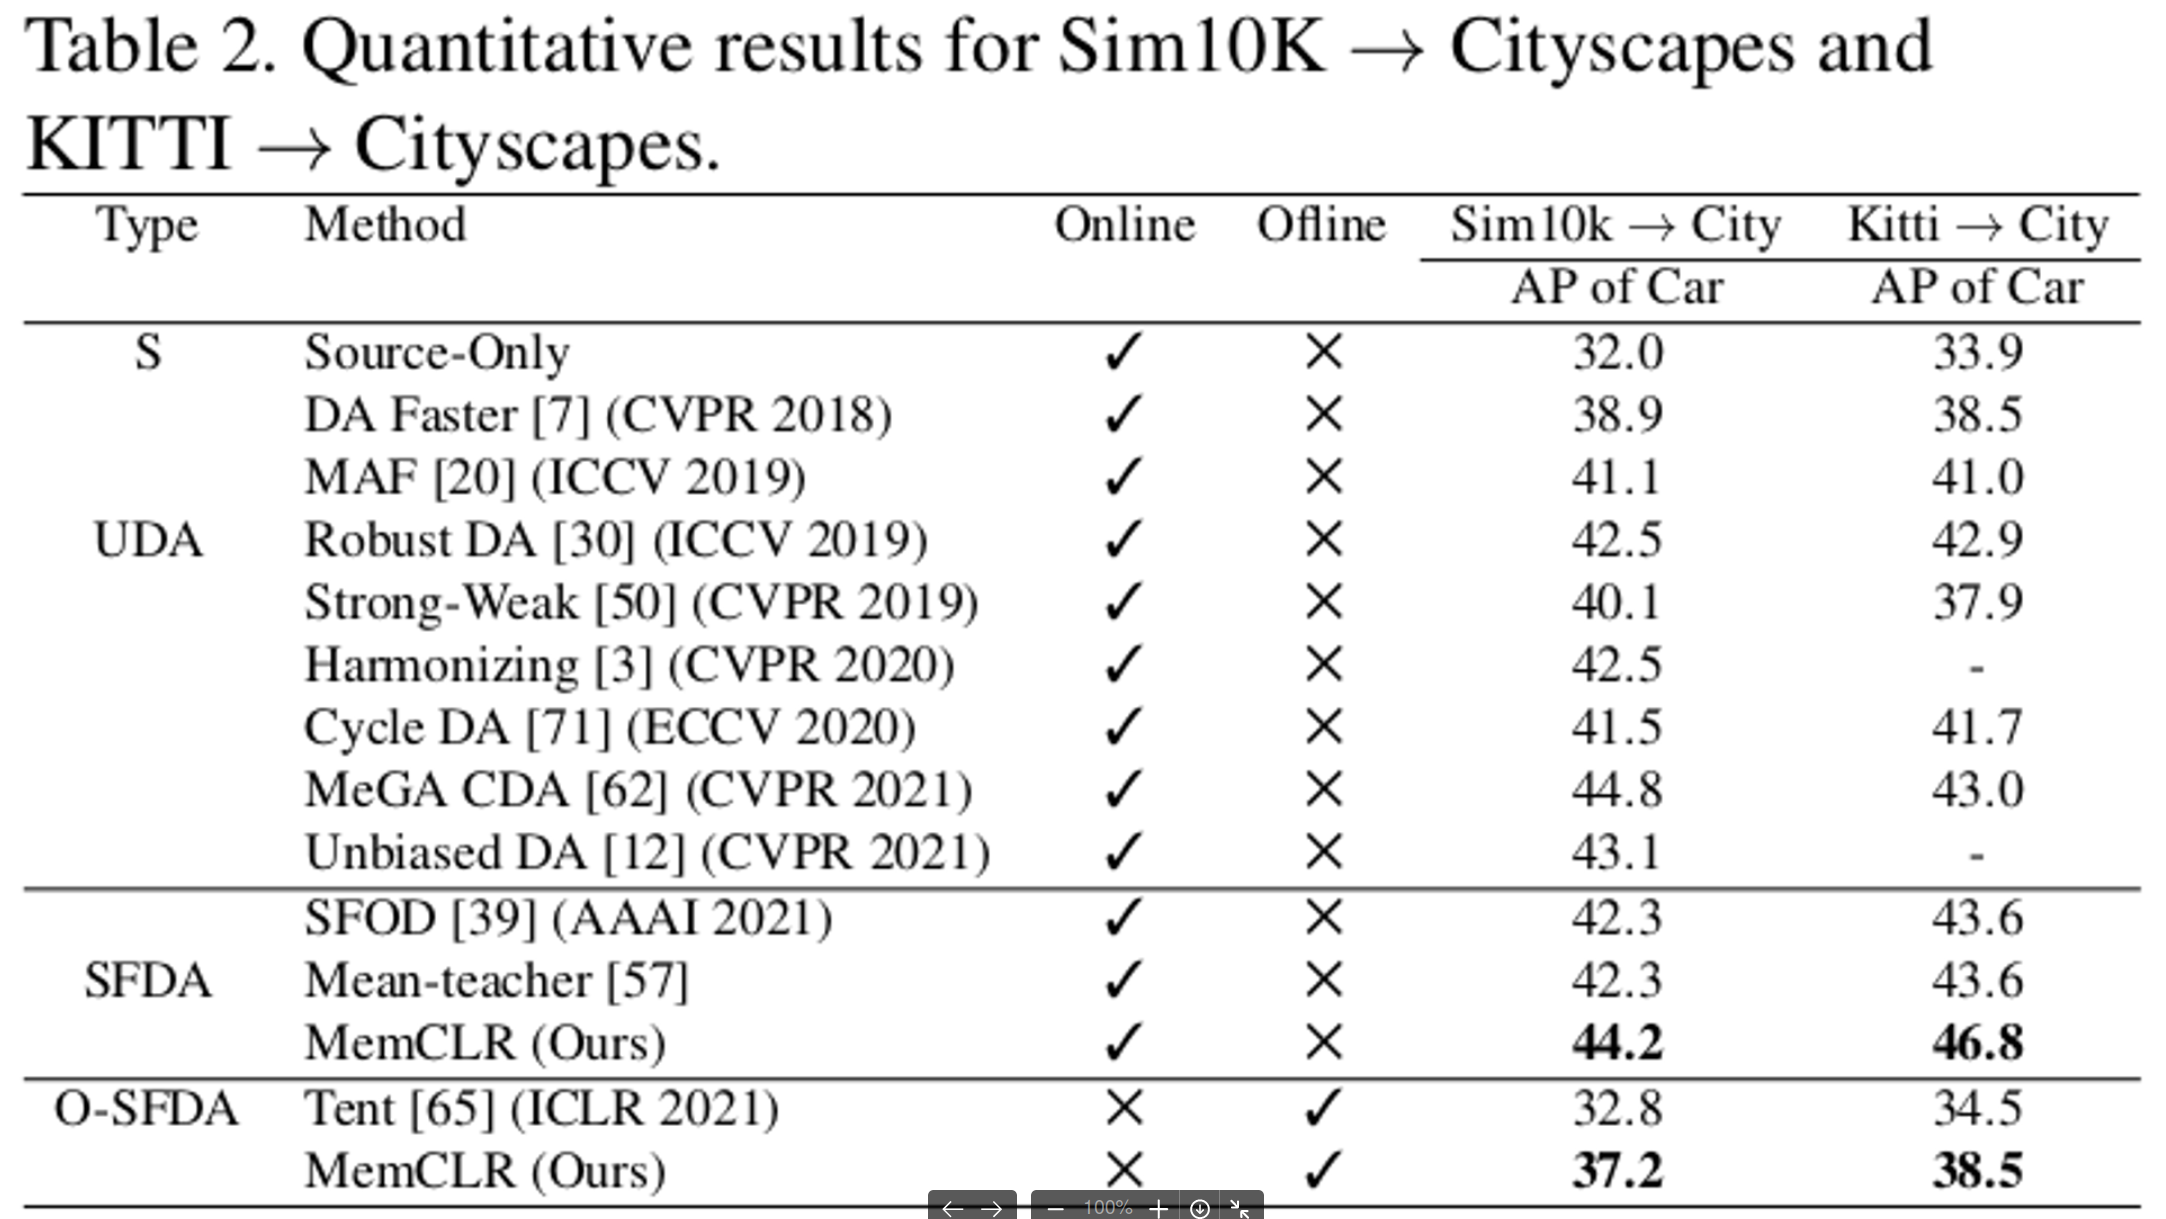 Table 2. Quantitative results for Sim10K → Cityscapes and
KITTI → Cityscapes.
Type Method Online Ofline Sim10k → City Kitti → City
AP of Car AP of Car
S Source-Only ✓ ✕ 32.0 33.9
DA Faster [7] (CVPR 2018) ✓ ✕ 38.9 38.5
MAF [20] (ICCV 2019) ✓ ✕ 41.1 41.0
UDA Robust DA [30] (ICCV 2019) ✓ ✕ 42.5 42.9
Strong-Weak [50] (CVPR 2019) ✓ ✕ 40.1 37.9
Harmonizing [3] (CVPR 2020) ✓ ✕ 42.5 -
Cycle DA [71] (ECCV 2020) ✓ ✕ 41.5 41.7
MeGA CDA [62] (CVPR 2021) ✓ ✕ 44.8 43.0
Unbiased DA [12] (CVPR 2021) ✓ ✕ 43.1 -
SFOD [39] (AAAI 2021) ✓ ✕ 42.3 43.6
SFDA Mean-teacher [57] ✓ ✕ 42.3 43.6
MemCLR (Ours) ✓ ✕ 44.2 46.8
O-SFDA Tent [65] (ICLR 2021) ✕ ✓ 32.8 34.5
MemCLR (Ours) ✕ ✓ 37.2 38.5
100%